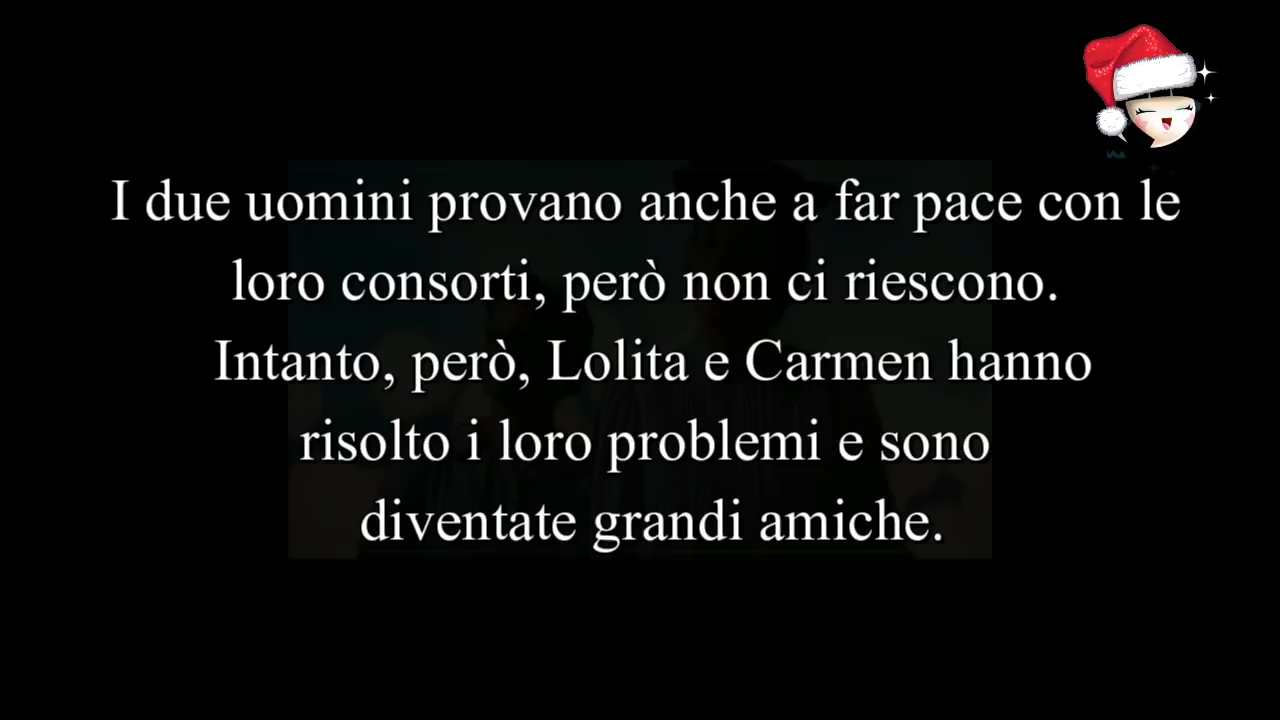 I due uomini provano anche a far pace con le
loro consorti, però non ci riescono.
Intanto, però, Lolita e Carmen hanno
risolto i loro problemi e sono
diventate grandi amiche.